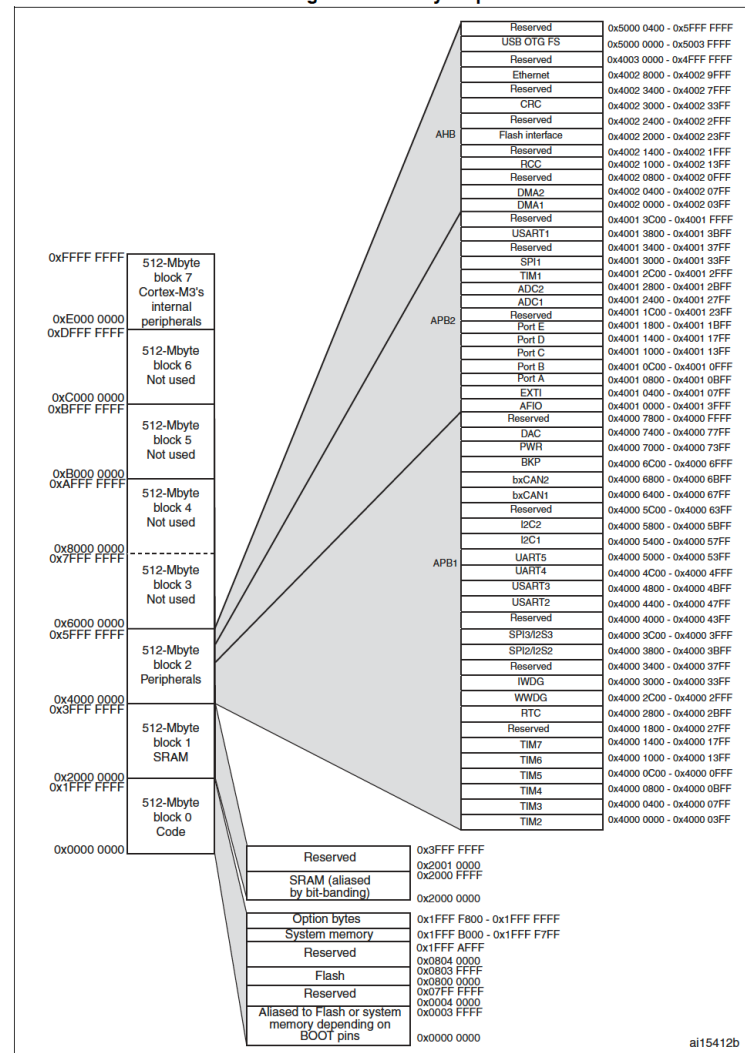 0xFFFF FFFF
512-Mbyte
block 7
Cortex-M3's
internal
peripherals
0xE000 0000
0xDFFF FFFF
512-Mbyte
block 6
Not used
0xC000 0000
0xBFFF FFFF
512-Mbyte
block 5
Not used
0xB000 0000
0xAFFF FFFF
512-Mbyte
block 4
Not used
0x8000 0000
0x7FFF FFFF
512-Mbyte
block 3
Not used
0x6000 0000
0x5FFF FFFF
512-Mbyte
block 2
Peripherals
0x4000 0000
0x3FFF FFFF
512-Mbyte
block 1
SRAM
0x2000 0000
0x1FFF FFFF
512-Mbyte
block 0
Code
0x0000 0000
AHB
Reserved 0x5000 0400 - 0x5FFF FFFF
USB OTG FS 0x5000 0000 - 0x5003 FFFF
Reserved 0x4003 0000 - 0x4FFF FFFF
Ethernet 0x4002 8000 - 0x4002 9FFF
Reserved 0x4002 3400 - 0x4002 7FFF
CRC 0x4002 3000 - 0x4002 33FF
Reserved 0x4002 2400 - 0x4002 2FFF
Flash interface 0x4002 2000 - 0x4002 23FF
Reserved 0x4002 1400 - 0x4002 1FFF
RCC 0x4002 1000 - 0x4002 13FF
Reserved 0x4002 0800 - 0x4002 0FFF
DMA2 0x4002 0400 - 0x4002 07FF
DMA1 0x4002 0000 - 0x4002 03FF
APB2
Reserved 0x4001 3C00 - 0x4001 FFFF
USART1 0x4001 3800 - 0x4001 3BFF
Reserved 0x4001 3400 - 0x4001 37FF
SPI1 0x4001 3000 - 0x4001 33FF
TIM1 0x4001 2C00 - 0x4001 2FFF
ADC2 0x4001 2800 - 0x4001 2BFF
ADC1 0x4001 2400 - 0x4001 27FF
Reserved 0x4001 1C00 - 0x4001 23FF
Port E 0x4001 1800 - 0x4001 1BFF
Port D 0x4001 1400 - 0x4001 17FF
Port C 0x4001 1000 - 0x4001 13FF
Port B 0x4001 0C00 - 0x4001 0FFF
Port A 0x4001 0800 - 0x4001 0BFF
EXTI 0x4001 0400 - 0x4001 07FF
AFIO 0x4001 0000 - 0x4001 3FFF
APB1
Reserved 0x4000 7800 - 0x4000 FFFF
DAC 0x4000 7400 - 0x4000 77FF
PWR 0x4000 7000 - 0x4000 73FF
BKP 0x4000 6C00 - 0x4000 6FFF
bxCAN2 0x4000 6800 - 0x4000 6BFF
bxCAN1 0x4000 6400 - 0x4000 67FF
Reserved 0x4000 5C00 - 0x4000 63FF
I2C2 0x4000 5800 - 0x4000 5BFF
I2C1 0x4000 5400 - 0x4000 57FF
UART5 0x4000 5000 - 0x4000 53FF
UART4 0x4000 4C00 - 0x4000 4FFF
USART3 0x4000 4800 - 0x4000 4BFF
USART2 0x4000 4400 - 0x4000 47FF
Reserved 0x4000 4000 - 0x4000 43FF
SPI3/I2S3 0x4000 3C00 - 0x4000 3FFF
SPI2/I2S2 0x4000 3800 - 0x4000 3BFF
Reserved 0x4000 3400 - 0x4000 37FF
IWDG 0x4000 3000 - 0x4000 33FF
WWDG 0x4000 2C00 - 0x4000 2FFF
RTC 0x4000 2800 - 0x4000 2BFF
Reserved 0x4000 1800 - 0x4000 27FF
TIM7 0x4000 1400 - 0x4000 17FF
TIM6 0x4000 1000 - 0x4000 13FF
TIM5 0x4000 0C00 - 0x4000 0FFF
TIM4 0x4000 0800 - 0x4000 0BFF
TIM3 0x4000 0400 - 0x4000 07FF
TIM2 0x4000 0000 - 0x4000 03FF
0x3FFF FFFF
Reserved
0x2001 0000
0x2000 FFFF
SRAM (aliased
by bit-banding)
0x2000 0000
Option bytes 0x1FFF F800 - 0x1FFF FFFF
System memory 0x1FFF B000 - 0x1FFF F7FF
0x1FFF AFFF
Reserved
0x0804 0000
0x0803 FFFF
Flash
0x0800 0000
0x07FF FFFF
Reserved
0x0004 0000
0x0003 FFFF
Aliased to Flash or system
memory depending on
BOOT pins
0x0000 0000
ai15412b